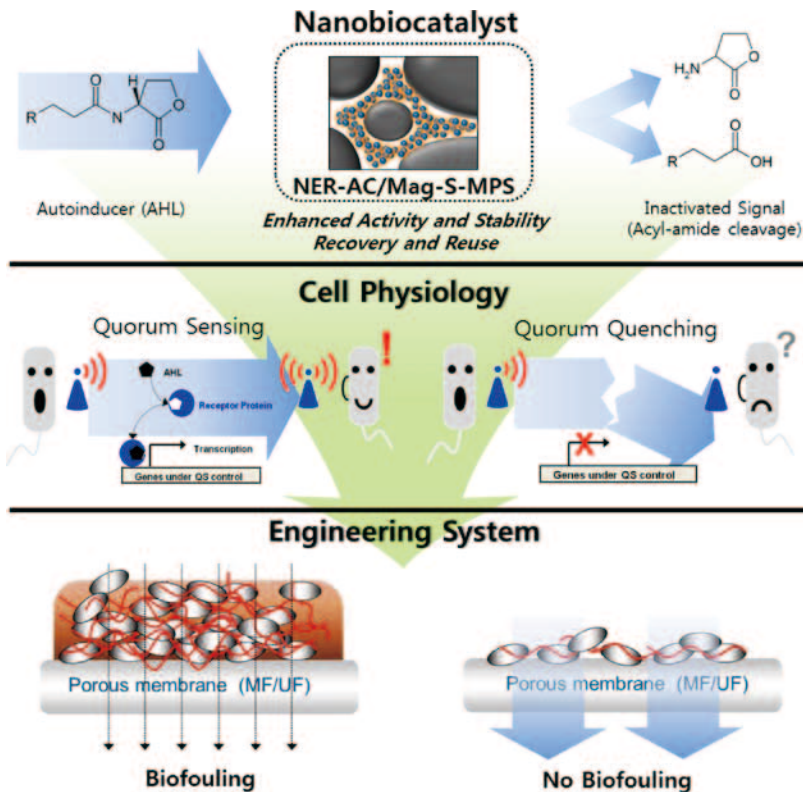 Nanobiocatalyst
R
O
N
H
H
O
O
Autoinducer (AHL)
NER-AC/Mag-S-MPS
Enhanced Activity and Stability
Recovery and Reuse
H₂N
O
O
R
O
OH
Inactivated Signal
(Acyl-amide cleavage)
Cell Physiology
Quorum Sensing
!
AHL
Receptor Protein
Transcription
Genes under QS control
Quorum Quenching
?
X
Genes under QS control
Engineering System
Porous membrane (MF/UF)
Biofouling
Porous membrane (MF/UF)
No Biofouling